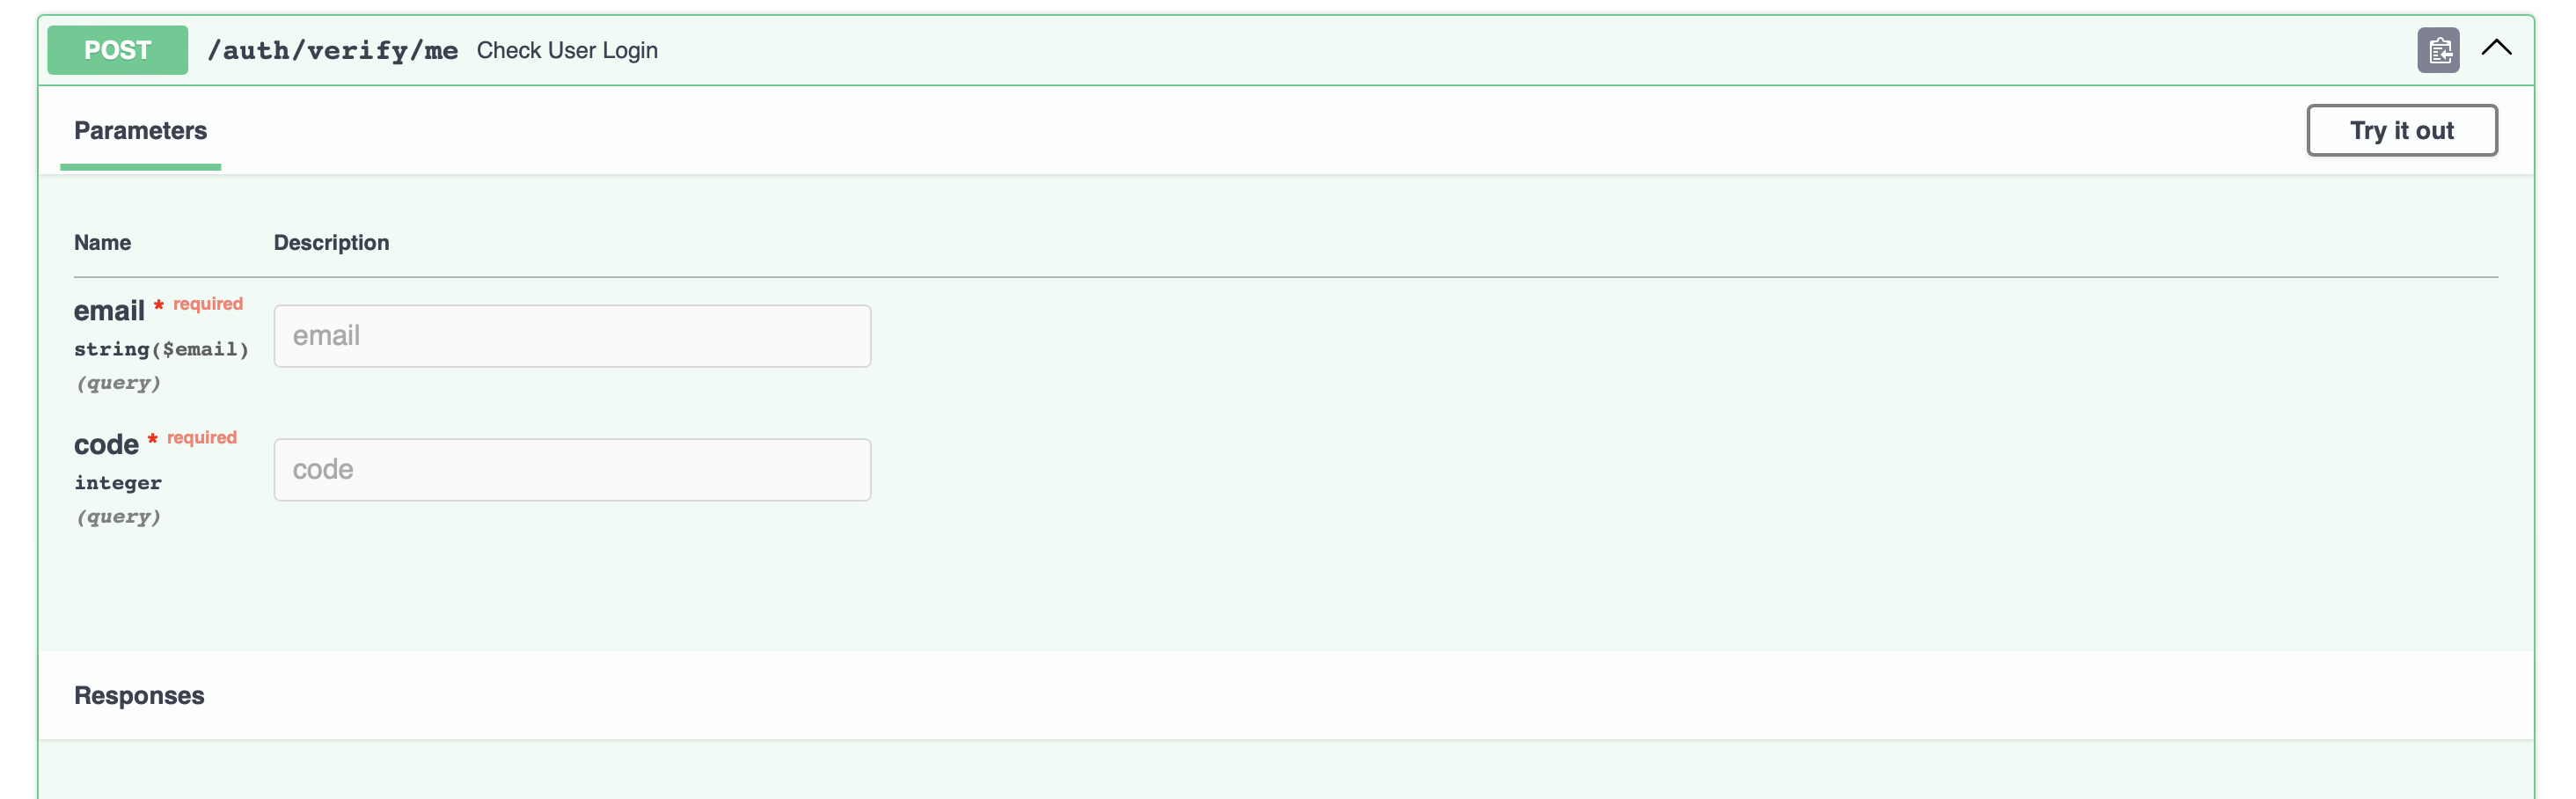 POST /auth/verify/me Check User Login
Parameters
Try it out
Name Description
email * required
string($email)
(query)
email
code * required
integer
(query)
code
Responses